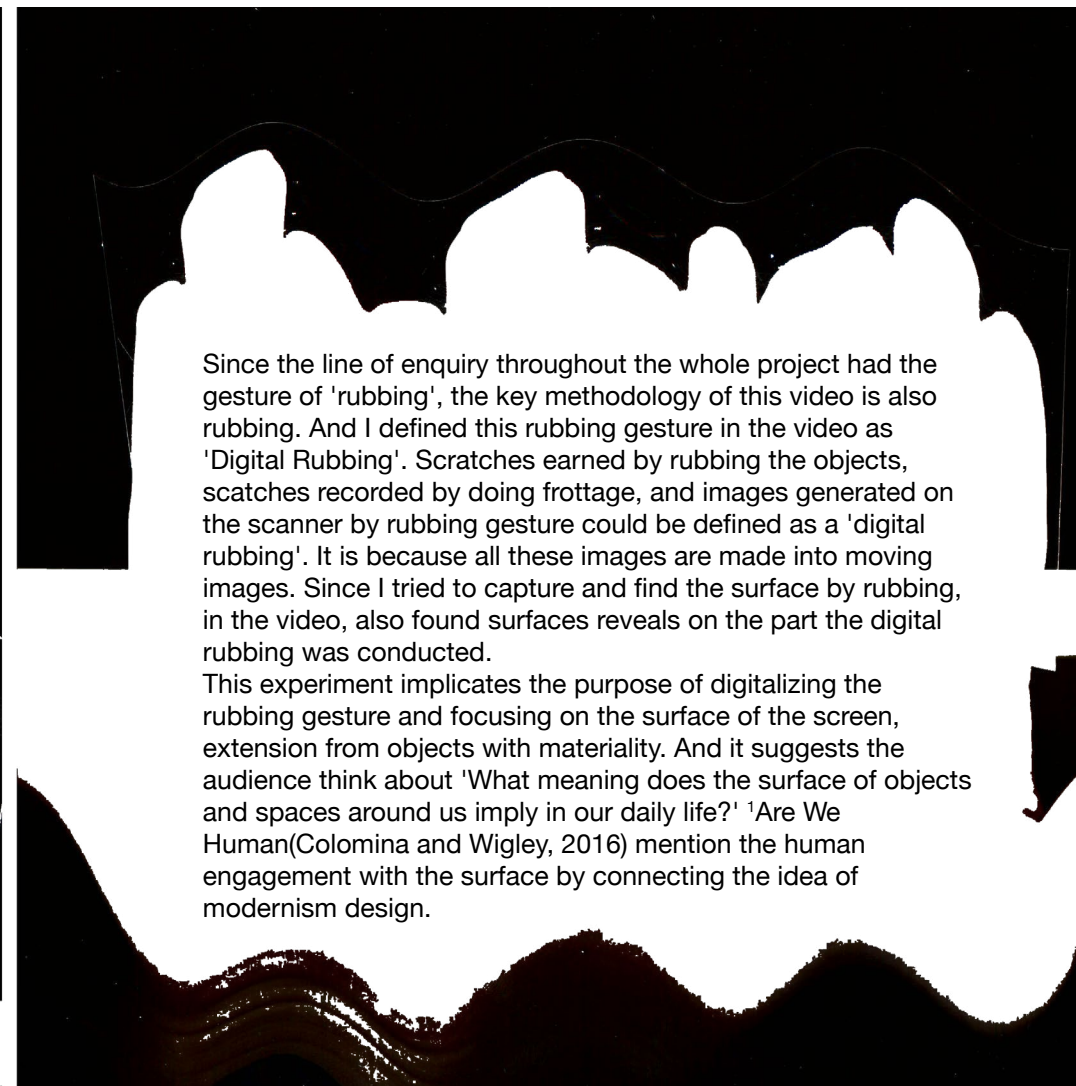 Since the line of enquiry throughout the whole project had the
gesture of 'rubbing', the key methodology of this video is also
rubbing. And I defined this rubbing gesture in the video as
'Digital Rubbing'. Scratches earned by rubbing the objects,
scatches recorded by doing frottage, and images generated on
the scanner by rubbing gesture could be defined as a 'digital
rubbing'. It is because all these images are made into moving
images. Since I tried to capture and find the surface by rubbing,
in the video, also found surfaces reveals on the part the digital
rubbing was conducted.
This experiment implicates the purpose of digitalizing the
rubbing gesture and focusing on the surface of the screen,
extension from objects with materiality. And it suggests the
audience think about 'What meaning does the surface of objects
and spaces around us imply in our daily life?' ¹Are We
Human(Colomina and Wigley, 2016) mention the human
engagement with the surface by connecting the idea of
modernism design.